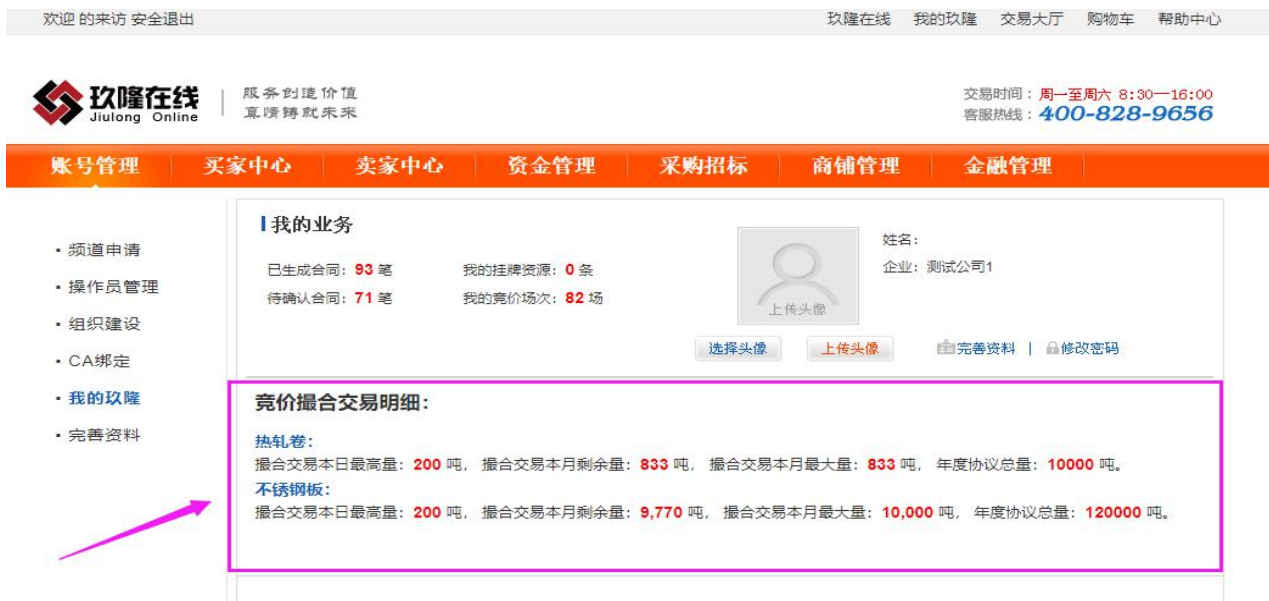 欢迎 的来访 安全退出
玖隆在线 我的玖隆 交易大厅 购物车 帮助中心
玖隆在线
Jiulong Online
服务创造价值
真情铸就未来
交易时间：周一至周六 8:30—16:00
客服热线：400-828-9656
账号管理 买家中心 卖家中心 资金管理 采购招标 商铺管理 金融管理
▪ 频道申请
▪ 操作员管理
▪ 组织建设
▪ CA绑定
▪ 我的玖隆
▪ 完善资料
我的业务
已生成合同：93 笔 我的挂牌资源：0 条
待确认合同：71 笔 我的竞价场次：82 场
上传头像
姓名：
企业：测试公司1
选择头像 上传头像 完善资料 | 修改密码
竞价撮合交易明细：
热轧卷：
撮合交易本日最高量：200 吨，撮合交易本月剩余量：833 吨，撮合交易本月最大量：833 吨，年度协议总量：10000 吨。
不锈钢板：
撮合交易本日最高量：200 吨，撮合交易本月剩余量：9,770 吨，撮合交易本月最大量：10,000 吨，年度协议总量：120000 吨。